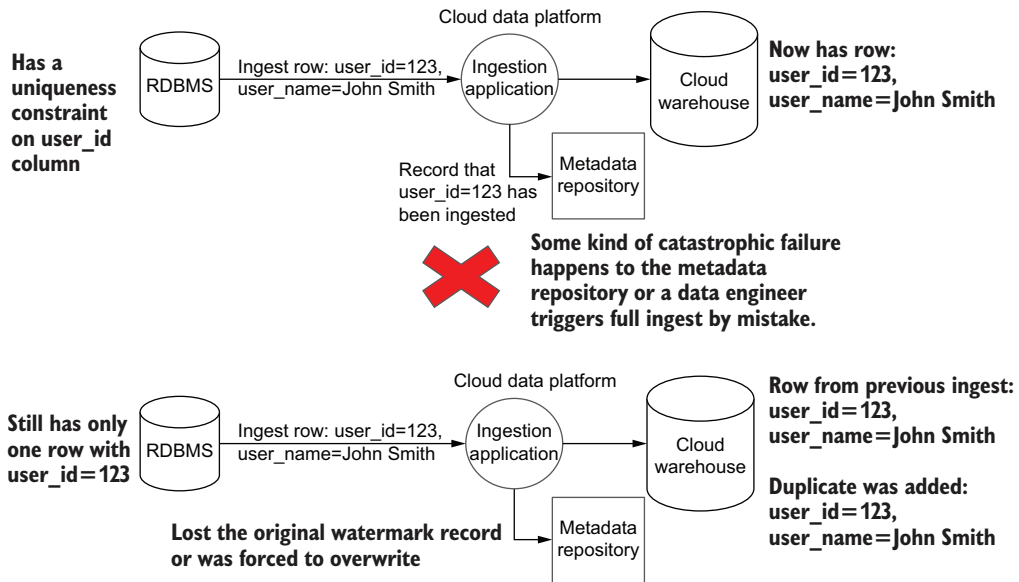 Cloud data platform
Has a
uniqueness
constraint
on user_id
column
RDBMS
Ingest row: user_id=123,
user_name=John Smith
Ingestion
application
Cloud
warehouse
Now has row:
user_id=123,
user_name=John Smith
Record that
user_id=123 has
been ingested
Metadata
repository
Some kind of catastrophic failure
happens to the metadata
repository or a data engineer
triggers full ingest by mistake.
Cloud data platform
Still has only
one row with
user_id=123
RDBMS
Ingest row: user_id=123,
user_name=John Smith
Ingestion
application
Cloud
warehouse
Row from previous ingest:
user_id=123,
user_name=John Smith
Duplicate was added:
user_id=123,
user_name=John Smith
Lost the original watermark record
or was forced to overwrite
Metadata
repository